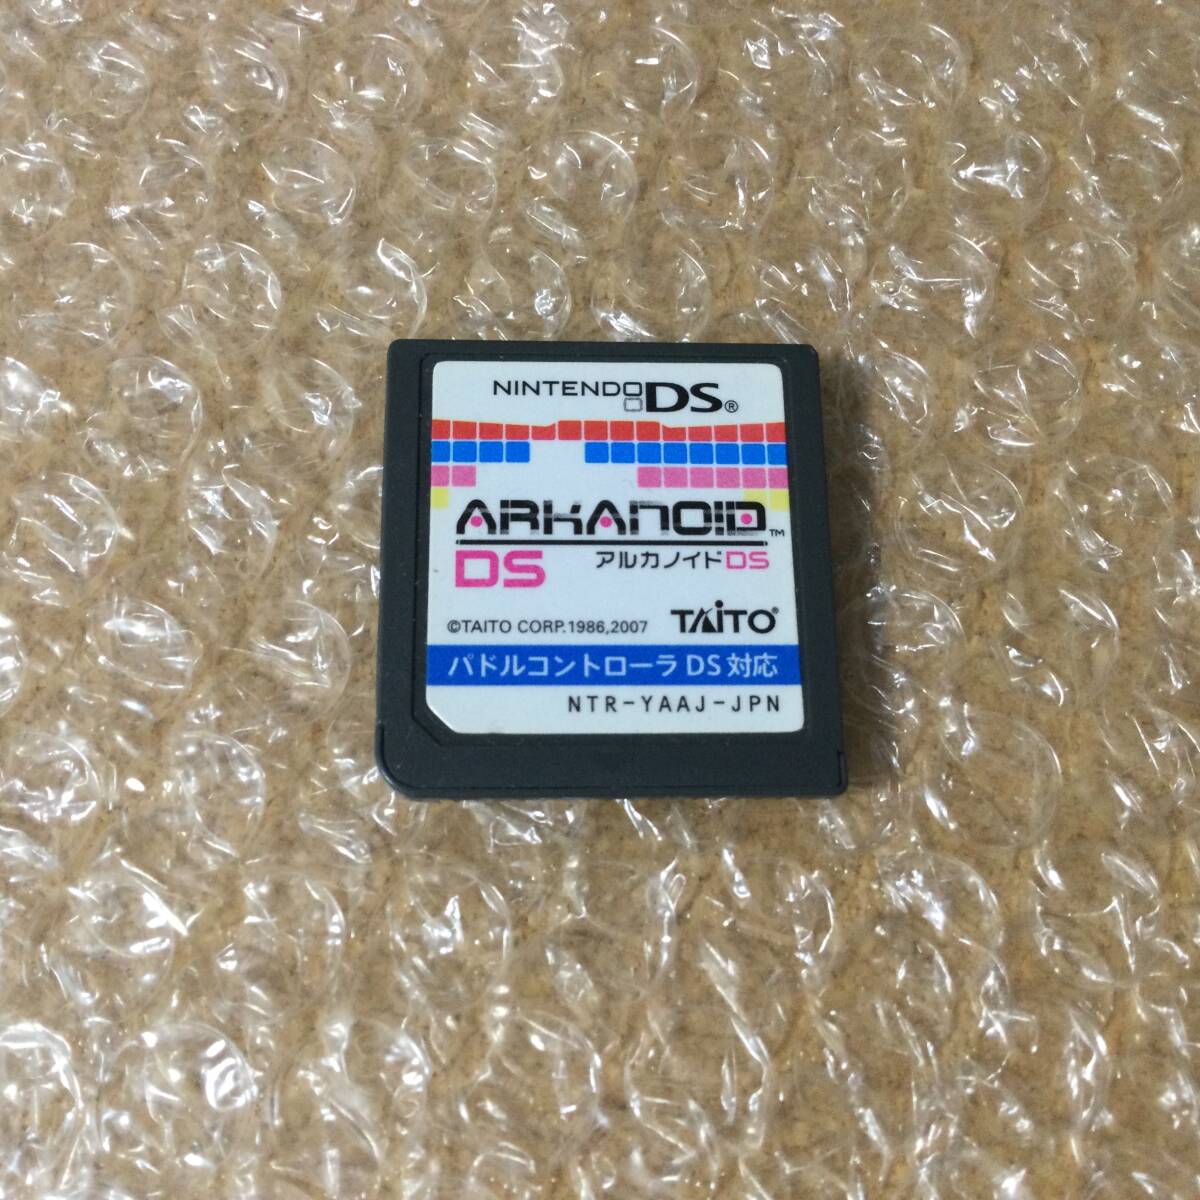 NINTENDO DS®
ARKANOID™
DS アルカノイドDS
©TAITO CORP.1986,2007 TAITO®
パドルコントローラ DS 対応
NTR-YAAJ-JPN